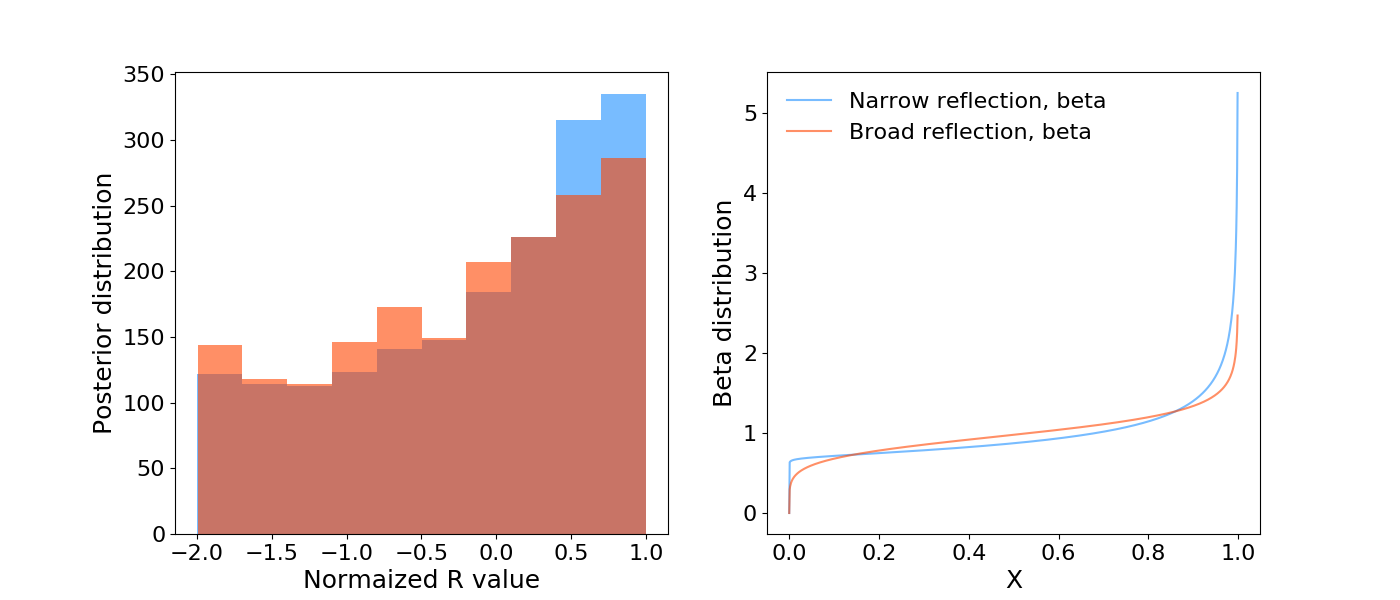 Posterior distribution
350
300
250
200
150
100
50
0
−2.0 −1.5 −1.0 −0.5 0.0 0.5 1.0
Normaized R value
Beta distribution
5
4
3
2
1
0
0.0 0.2 0.4 0.6 0.8 1.0
X
Narrow reflection, beta
Broad reflection, beta